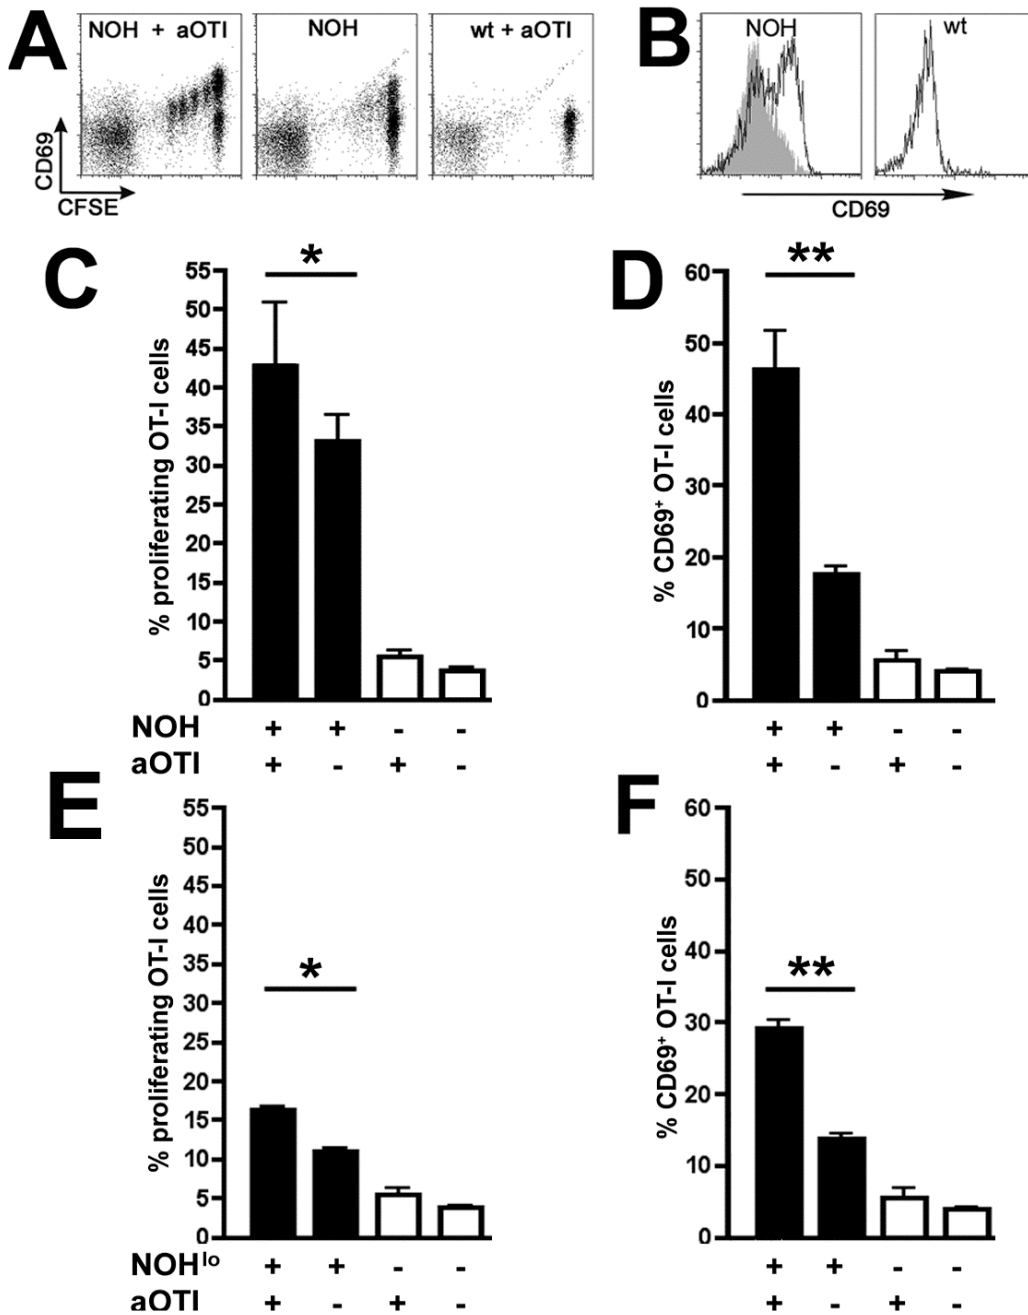 A
NOH + aOTI
NOH
wt + aOTI
CD69
CFSE
B
NOH
wt
CD69
C
*
% proliferating OT-I cells
55
50
45
40
35
30
25
20
15
10
5
0
NOH + + - -
aOTI + - + -
D
**
% CD69⁺ OT-I cells
60
50
40
30
20
10
0
+ + - -
+ - + -
E
*
% proliferating OT-I cells
55
50
45
40
35
30
25
20
15
10
5
0
NOHˡᵒ + + - -
aOTI + - + -
F
**
% CD69⁺ OT-I cells
60
50
40
30
20
10
0
+ + - -
+ - + -